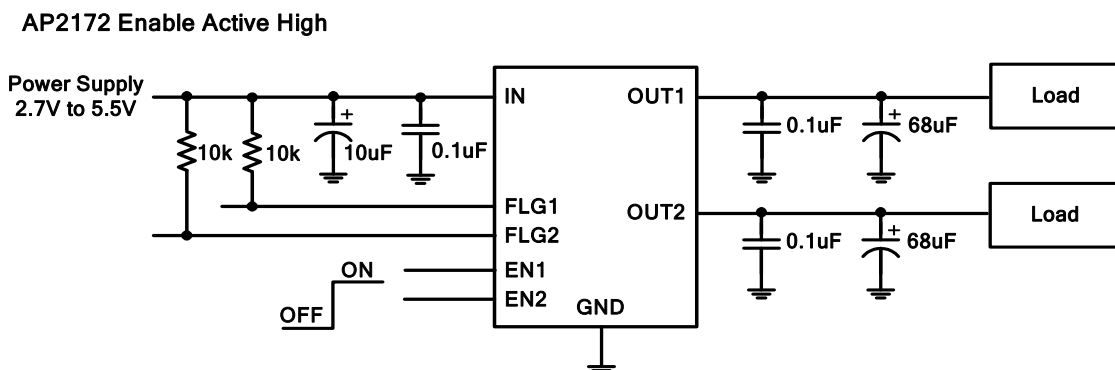 AP2172 Enable Active High
Power Supply
2.7V to 5.5V
IN
OUT1
Load
10k
10k
+
10uF
0.1uF
0.1uF
+
68uF
FLG1
OUT2
Load
FLG2
0.1uF
+
68uF
ON
EN1
OFF
EN2
GND